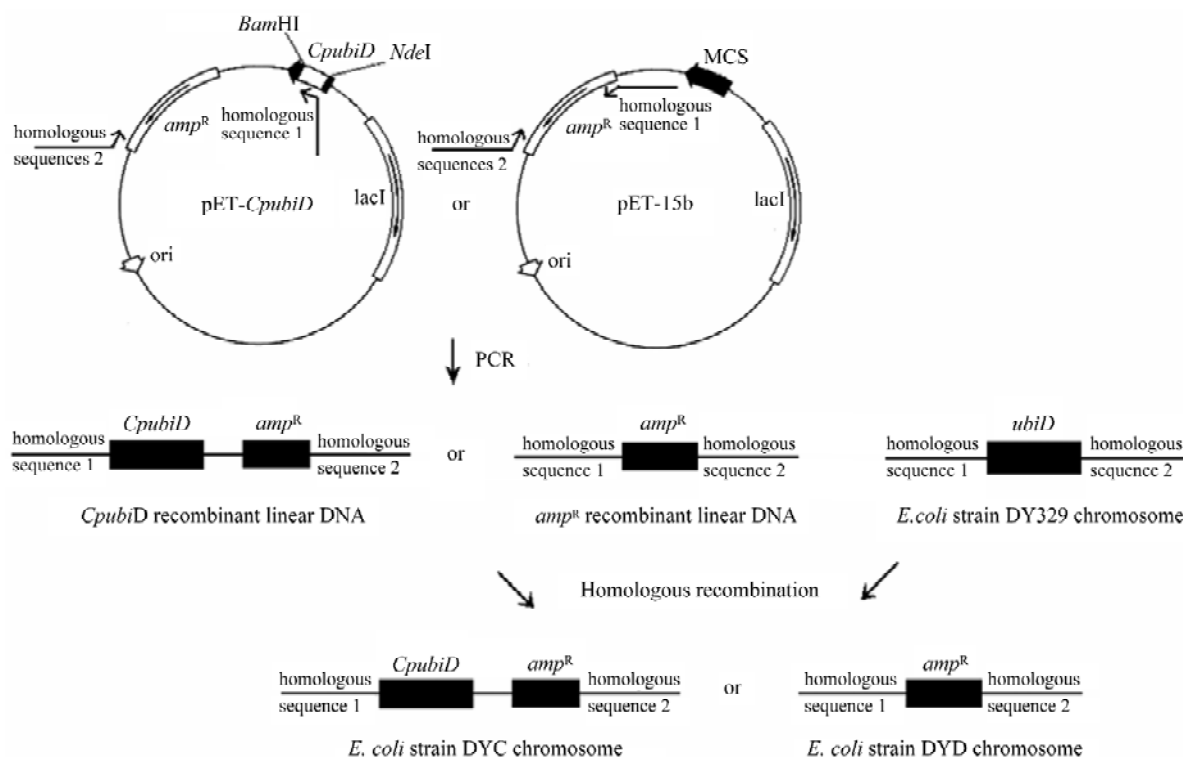 BamHI
CpubiD
NdeI
homologous
sequence 1
ampᴿ
homologous
sequences 2
lacI
pET-CpubiD
ori
or
MCS
homologous
sequence 1
ampᴿ
homologous
sequences 2
lacI
pET-15b
ori
PCR
CpubiD
ampᴿ
homologous
sequence 1
homologous
sequence 2
CpubiD recombinant linear DNA
or
ampᴿ
homologous
sequence 1
homologous
sequence 2
ampᴿ recombinant linear DNA
ubiD
homologous
sequence 1
homologous
sequence 2
E.coli strain DY329 chromosome
Homologous recombination
CpubiD
ampᴿ
homologous
sequence 1
homologous
sequence 2
E. coli strain DYC chromosome
or
ampᴿ
homologous
sequence 1
homologous
sequence 2
E. coli strain DYD chromosome